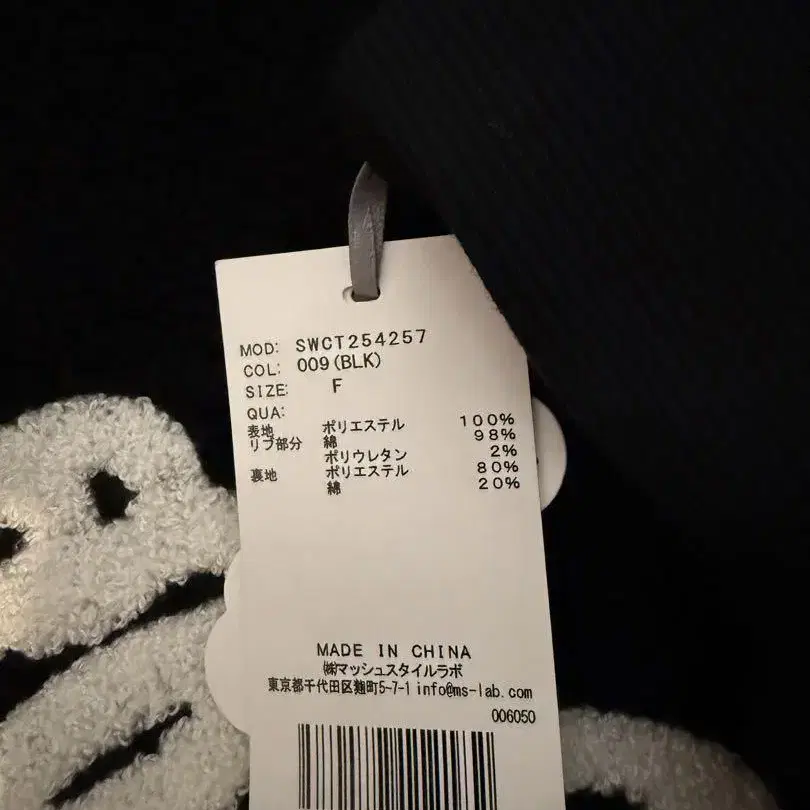 MOD: SWCT254257
COL: 009(BLK)
SIZE: F
QUA:
表地 ポリエステル 100%
リブ部分 綿 98%
ポリウレタン 2%
裏地 ポリエステル 80%
綿 20%
MADE IN CHINA
㈱マッシュスタイルラボ
東京都千代田区麹町5-7-1 info@ms-lab.com
006050